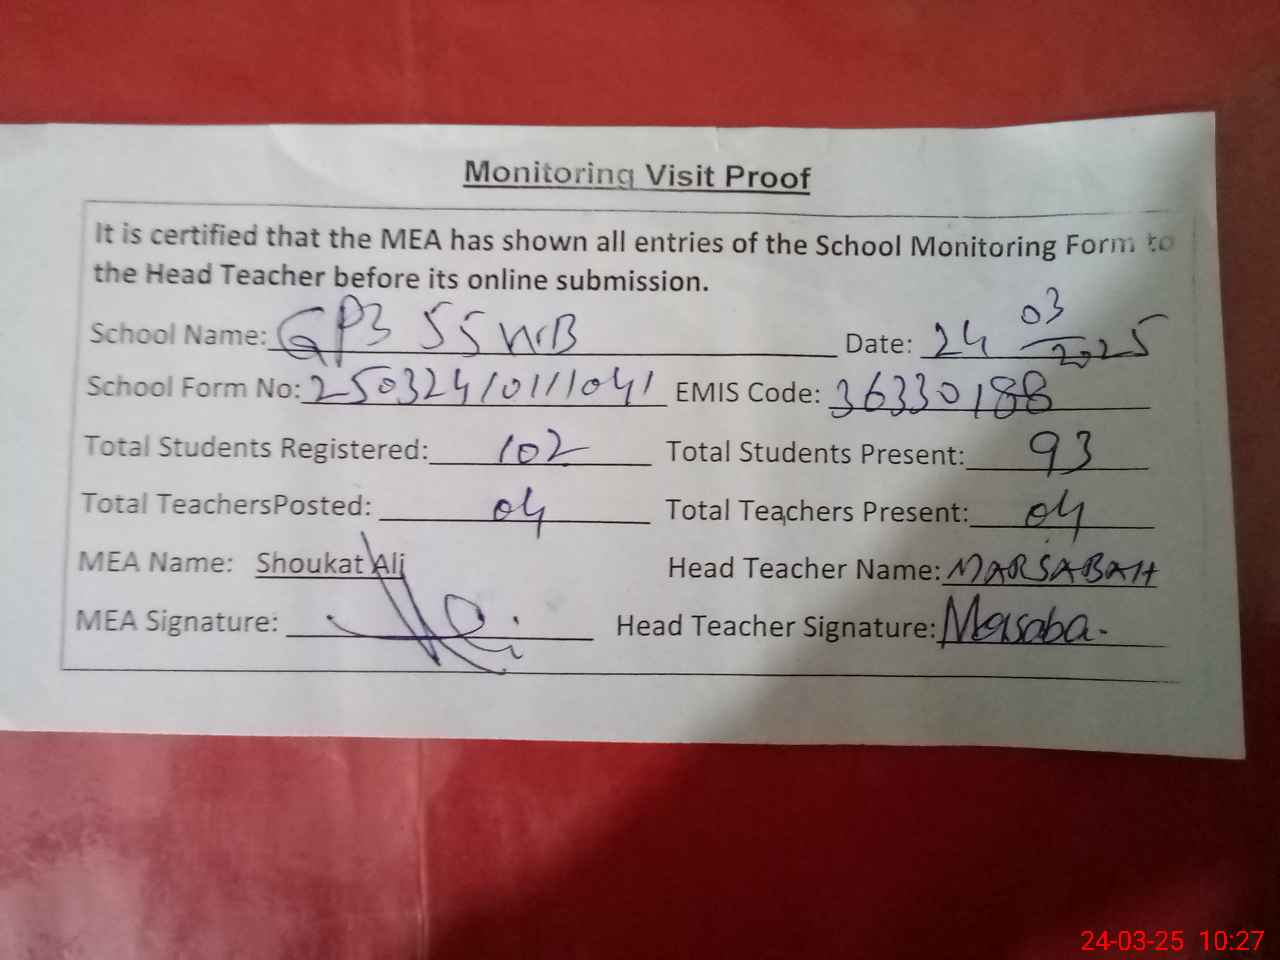 Monitoring Visit Proof
It is certified that the MEA has shown all entries of the School Monitoring Form to
the Head Teacher before its online submission.
School Name: GPS 55 WB Date: 24 03 2025
School Form No: 250324101111041 EMIS Code: 36330188
Total Students Registered: 102 Total Students Present: 93
Total TeachersPosted: 04 Total Teachers Present: 04
MEA Name: Shoukat Ali Head Teacher Name: MARSABAH
MEA Signature: Head Teacher Signature: Marsaba.
24-03-25 10:27